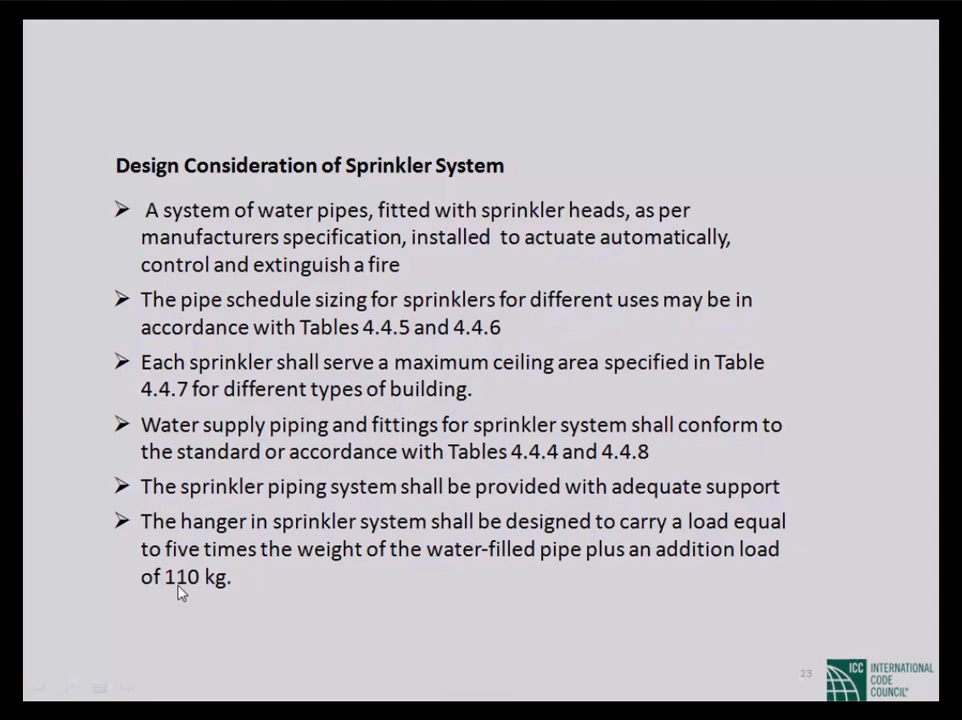 Design Consideration of Sprinkler System
➢ A system of water pipes, fitted with sprinkler heads, as per
manufacturers specification, installed to actuate automatically,
control and extinguish a fire
➢ The pipe schedule sizing for sprinklers for different uses may be in
accordance with Tables 4.4.5 and 4.4.6
➢ Each sprinkler shall serve a maximum ceiling area specified in Table
4.4.7 for different types of building.
➢ Water supply piping and fittings for sprinkler system shall conform to
the standard or accordance with Tables 4.4.4 and 4.4.8
➢ The sprinkler piping system shall be provided with adequate support
➢ The hanger in sprinkler system shall be designed to carry a load equal
to five times the weight of the water-filled pipe plus an addition load
of 110 kg.
23
ICC INTERNATIONAL
CODE
COUNCIL®